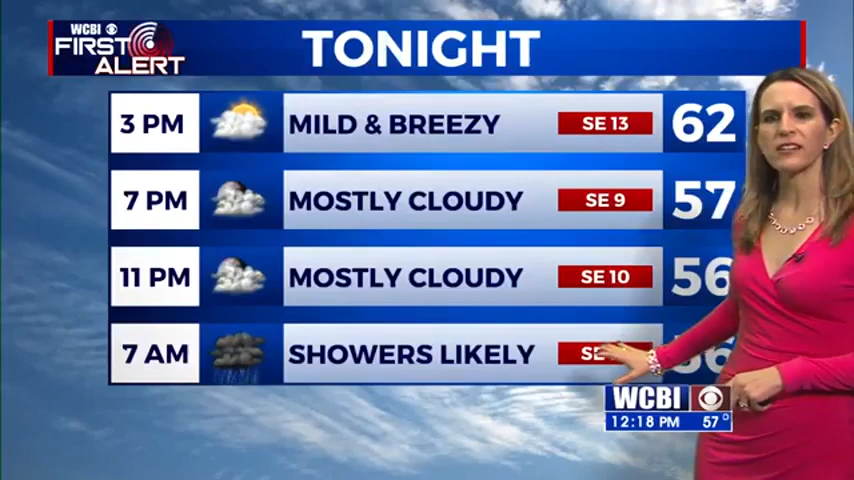 WCBI
FIRST
ALERT
TONIGHT
3 PM MILD & BREEZY SE 13 62
7 PM MOSTLY CLOUDY SE 9 57
11 PM MOSTLY CLOUDY SE 10 56
7 AM SHOWERS LIKELY SE
WCBI
12:18 PM 57°